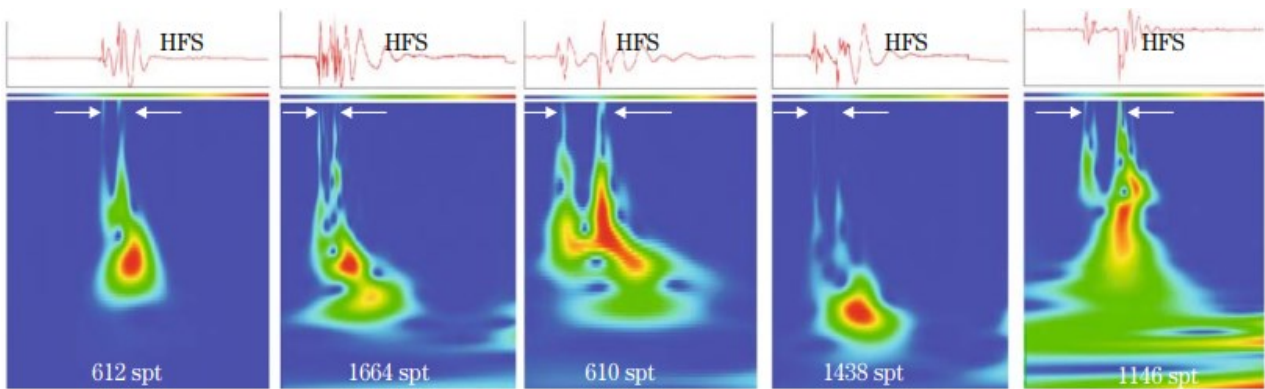 HFS HFS HFS HFS HFS
612 spt 1664 spt 610 spt 1438 spt 1146 spt